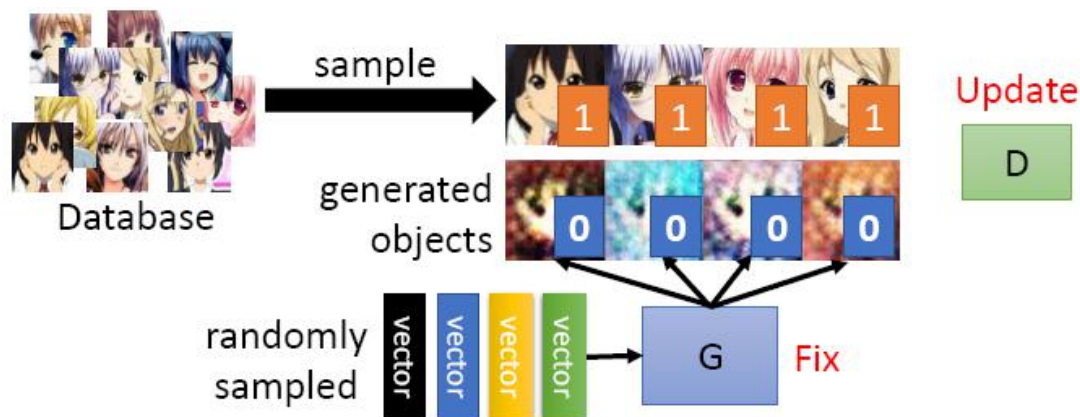 sample
Database
1 1 1 1
Update
D
generated
objects
0 0 0 0
randomly
sampled
vector
vector
vector
vector
G
Fix